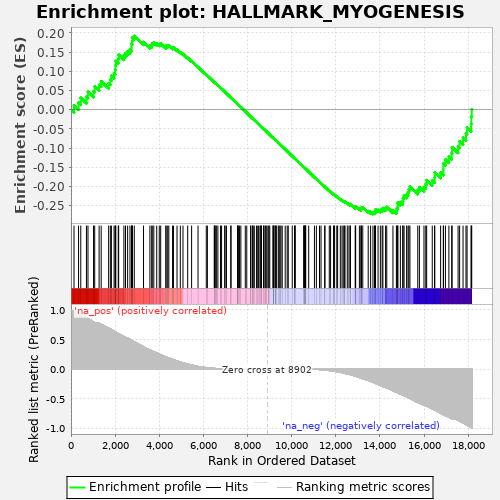 Enrichment plot: HALLMARK_MYOGENESIS
Enrichment score (ES)
0.20
0.15
0.10
0.05
0.00
-0.05
-0.10
-0.15
-0.20
-0.25
Ranked list metric (PreRanked)
1.0
0.5
0.0
-0.5
-1.0
'na_pos' (positively correlated)
Zero cross at 8902
'na_neg' (negatively correlated)
0
2,000
4,000
6,000
8,000
10,000
12,000
14,000
16,000
18,000
Rank in Ordered Dataset
Enrichment profile
Hits
Ranking metric scores